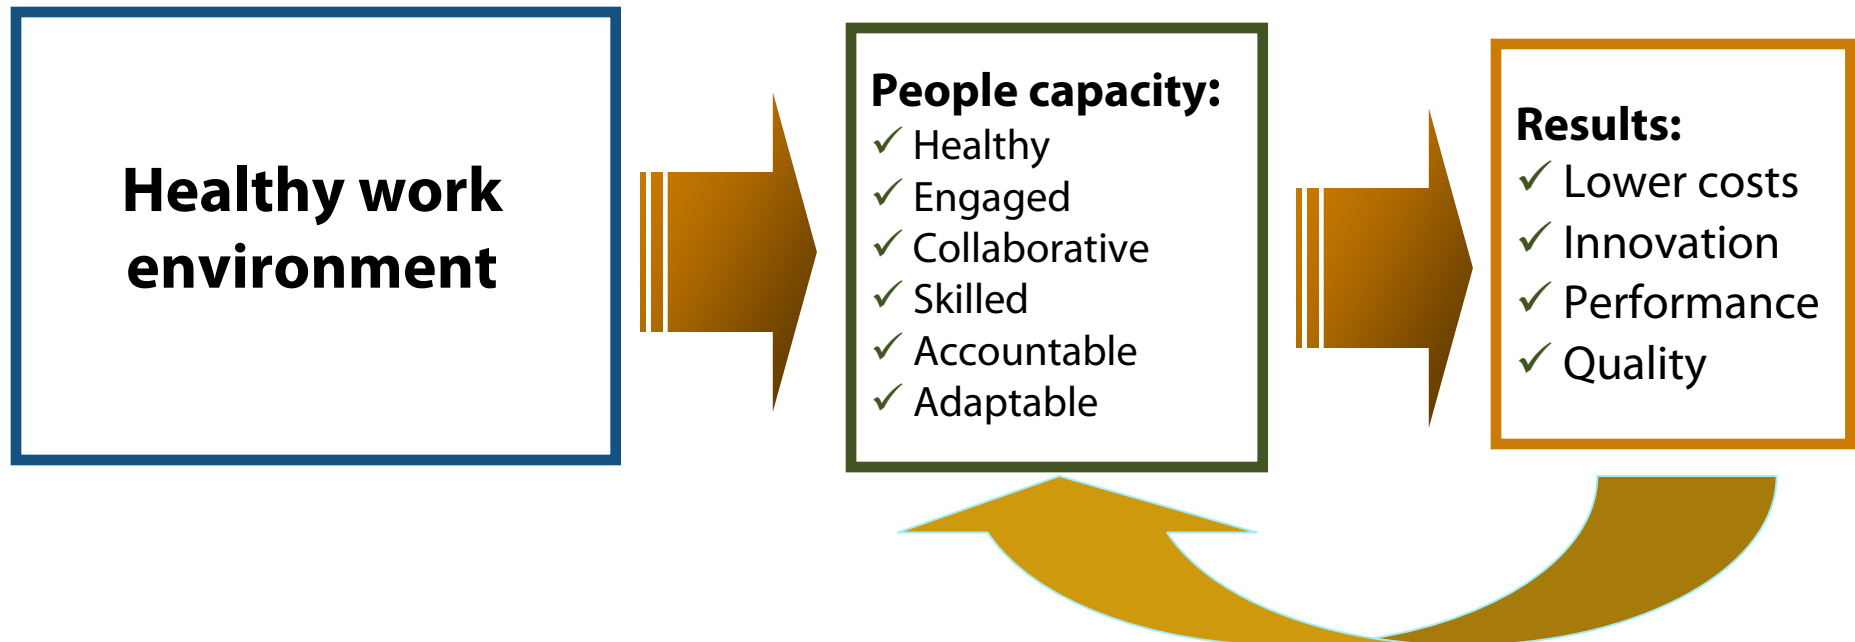 Healthy work
environment
People capacity:
✓ Healthy
✓ Engaged
✓ Collaborative
✓ Skilled
✓ Accountable
✓ Adaptable
Results:
✓ Lower costs
✓ Innovation
✓ Performance
✓ Quality